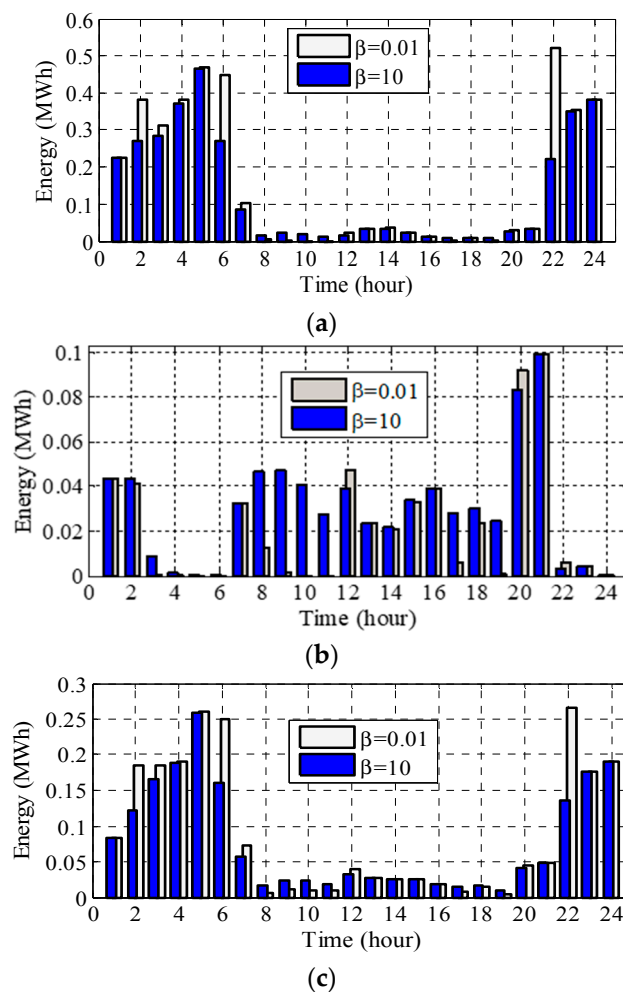 0.6
0.5
0.4
0.3
0.2
0.1
0
Energy (MWh)
β=0.01
β=10
0 2 4 6 8 10 12 14 16 18 20 22 24
Time (hour)
(a)
0.1
0.08
0.06
0.04
0.02
0
Energy (MWh)
β=0.01
β=10
0 2 4 6 8 10 12 14 16 18 20 22 24
Time (hour)
(b)
0.3
0.25
0.2
0.15
0.1
0.05
0
Energy (MWh)
β=0.01
β=10
0 2 4 6 8 10 12 14 16 18 20 22 24
Time (hour)
(c)